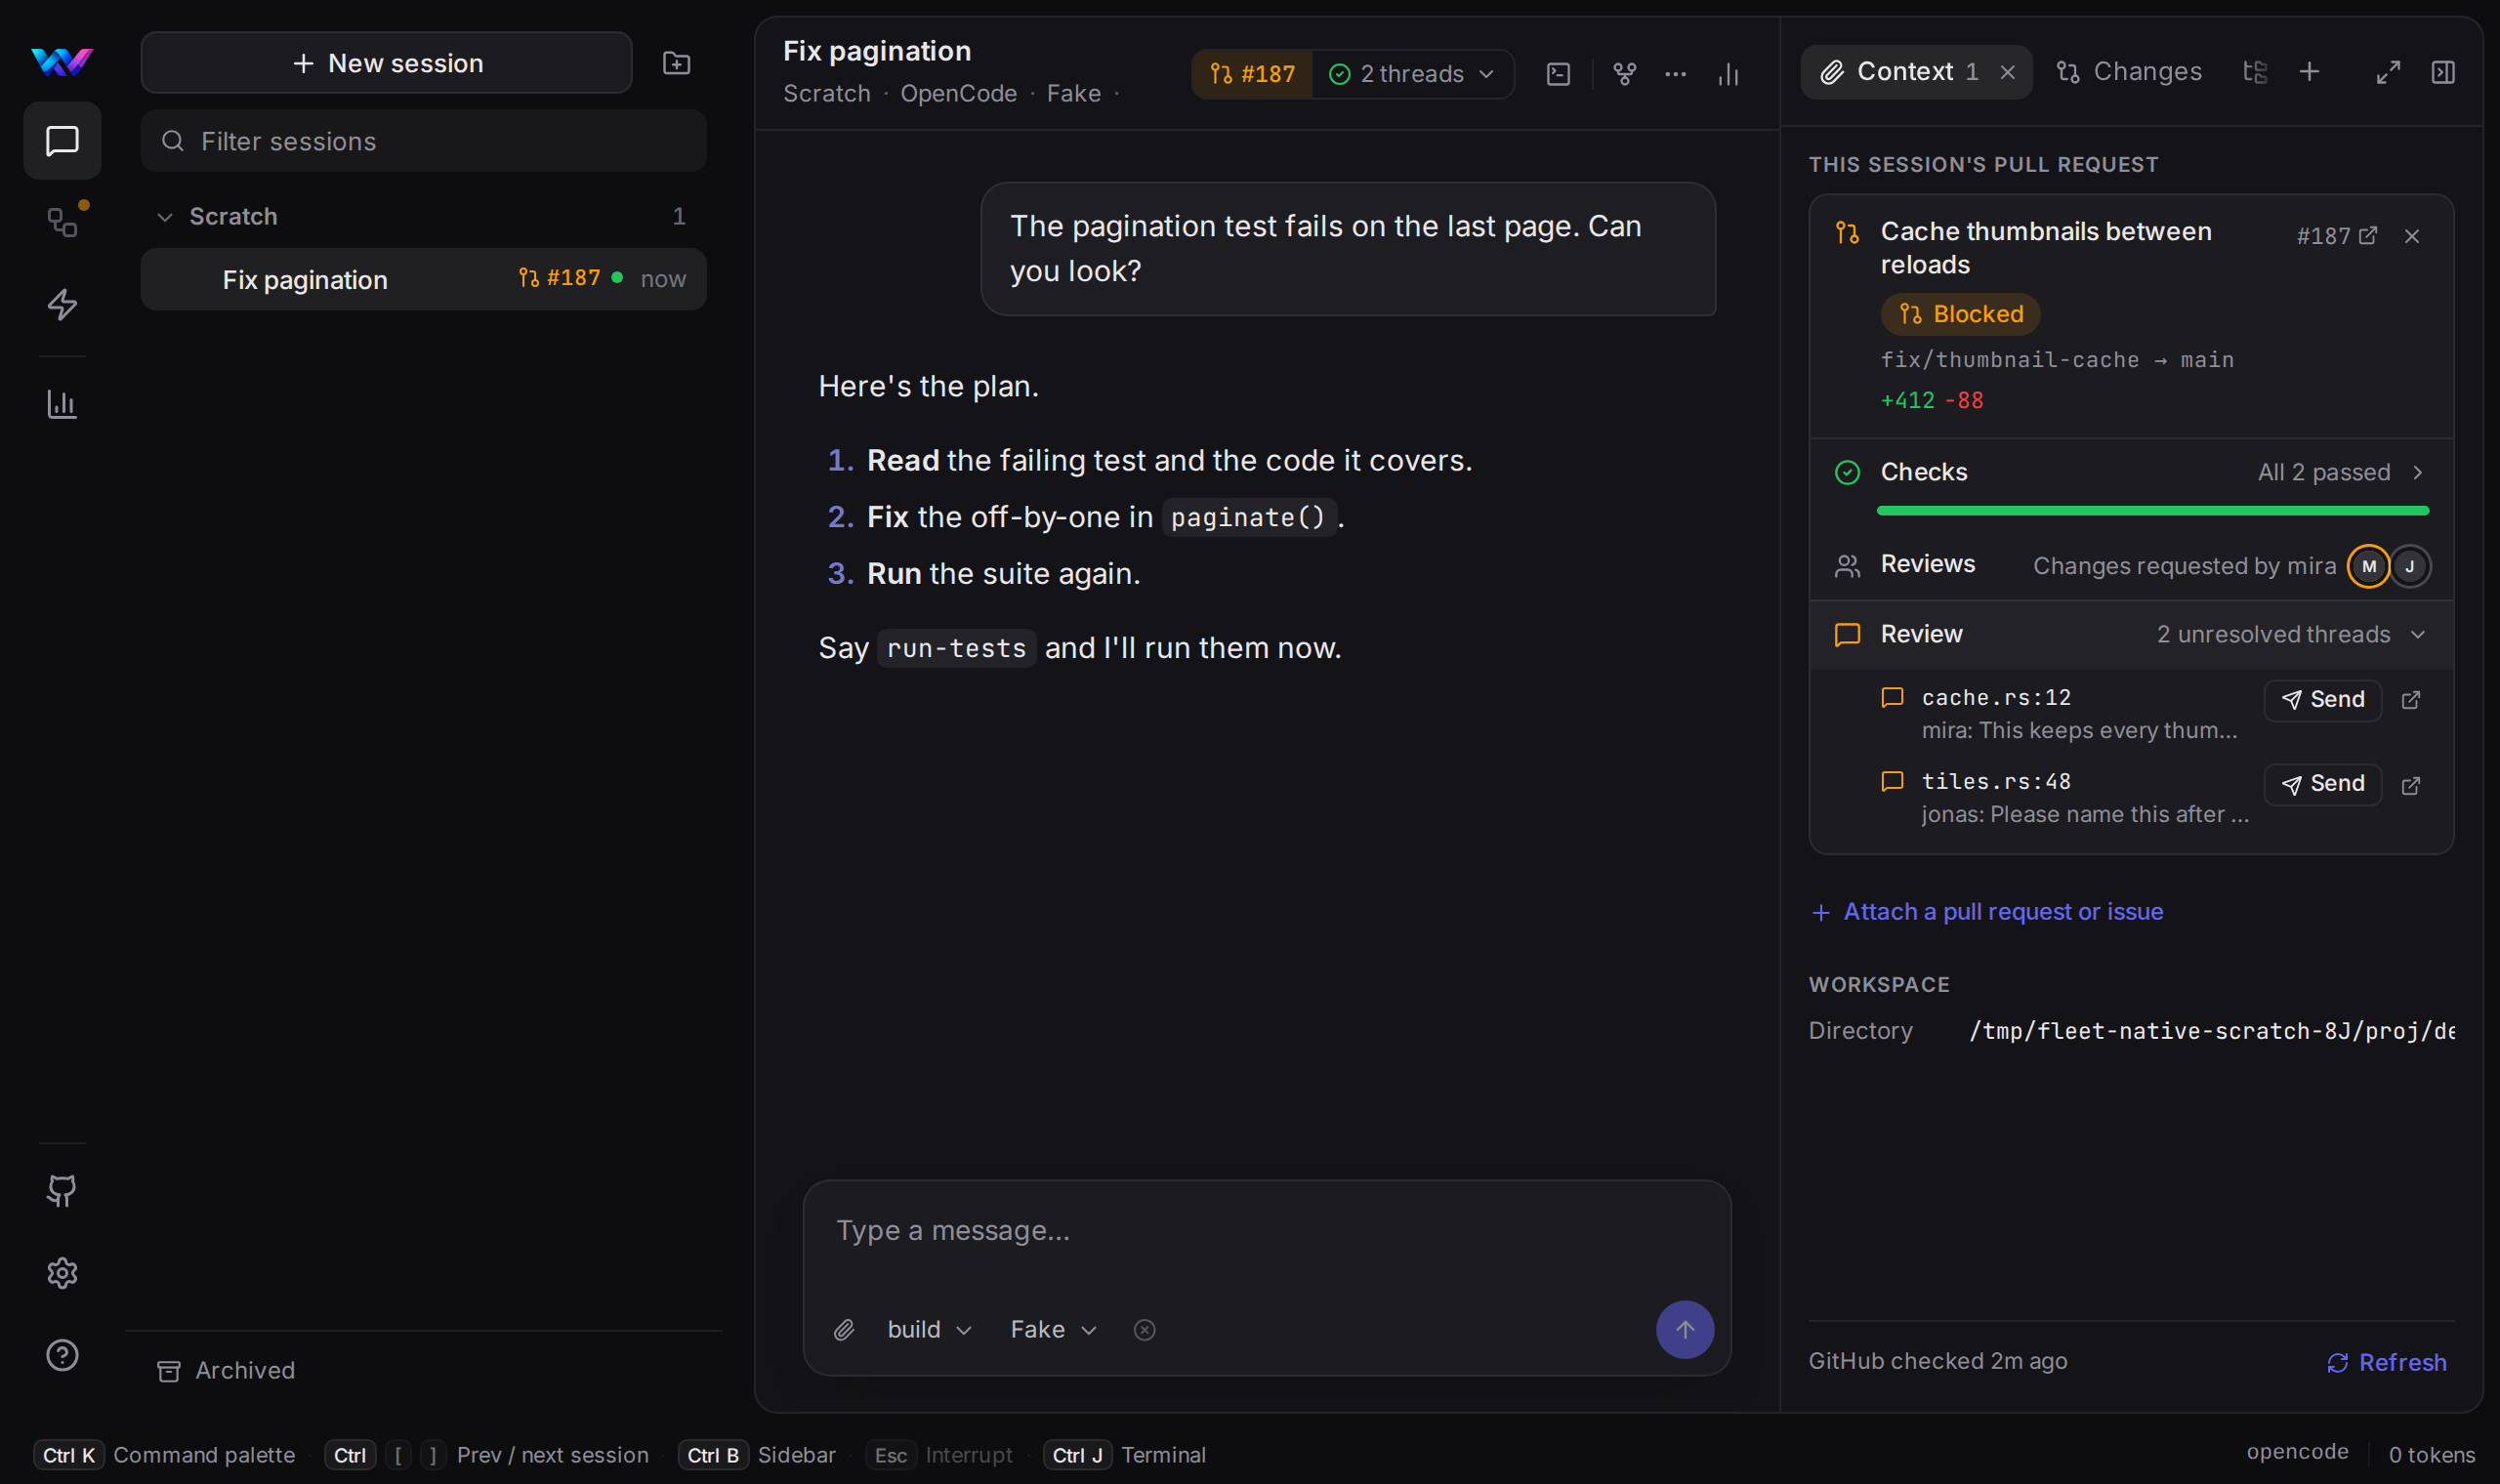 New session
Filter sessions
Scratch 1
Fix pagination #187 now
Archived
Fix pagination
Scratch · OpenCode · Fake ·
#187 2 threads
The pagination test fails on the last page. Can
you look?
Here's the plan.
1. Read the failing test and the code it covers.
2. Fix the off-by-one in paginate().
3. Run the suite again.
Say run-tests and I'll run them now.
Type a message...
build Fake
Context 1 Changes
THIS SESSION'S PULL REQUEST
Cache thumbnails between
reloads
#187
Blocked
fix/thumbnail-cache → main
+412 -88
Checks All 2 passed
Reviews Changes requested by mira M J
Review 2 unresolved threads
cache.rs:12 Send
mira: This keeps every thum...
tiles.rs:48 Send
jonas: Please name this after ...
Attach a pull request or issue
WORKSPACE
Directory /tmp/fleet-native-scratch-8J/proj/de
GitHub checked 2m ago Refresh
Ctrl K Command palette · Ctrl [ ] Prev / next session · Ctrl B Sidebar · Esc Interrupt · Ctrl J Terminal
opencode 0 tokens